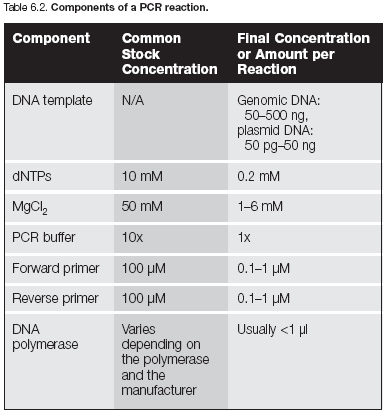 Table 6.2. Components of a PCR reaction.
Component
Common
Stock
Concentration
Final Concentration
or Amount per
Reaction
DNA template
N/A
Genomic DNA:
50–500 ng,
plasmid DNA:
50 pg–50 ng
dNTPs
10 mM
0.2 mM
MgCl₂
50 mM
1–6 mM
PCR buffer
10x
1x
Forward primer
100 µM
0.1–1 µM
Reverse primer
100 µM
0.1–1 µM
DNA
polymerase
Varies
depending on
the polymerase
and the
manufacturer
Usually <1 µl